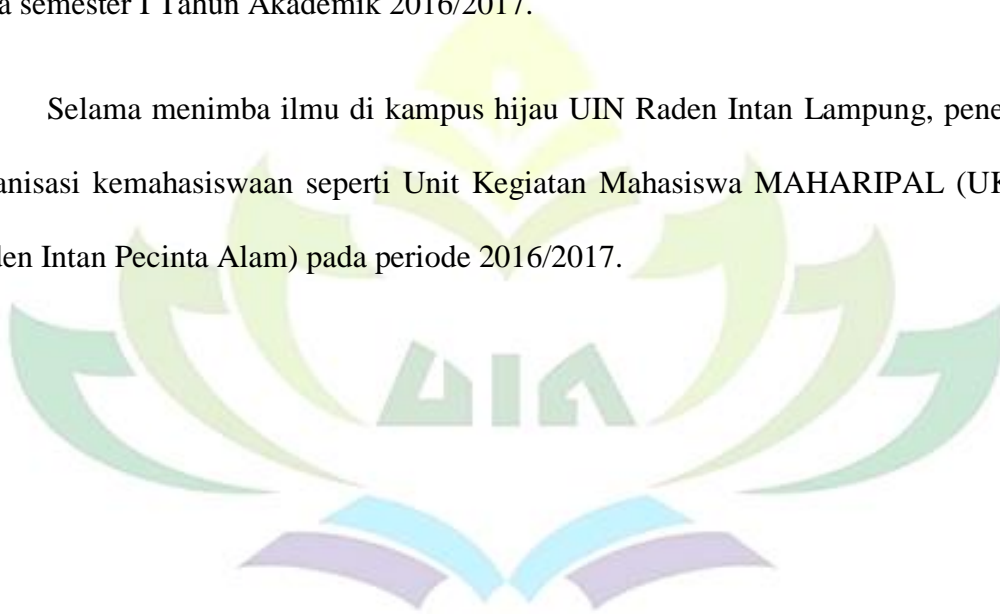 a semester I Tahun Akademik 2016/2017.
Selama menimba ilmu di kampus hijau UIN Raden Intan Lampung, pene
anisasi kemahasiswaan seperti Unit Kegiatan Mahasiswa MAHARIPAL (UK
den Intan Pecinta Alam) pada periode 2016/2017.
UIN